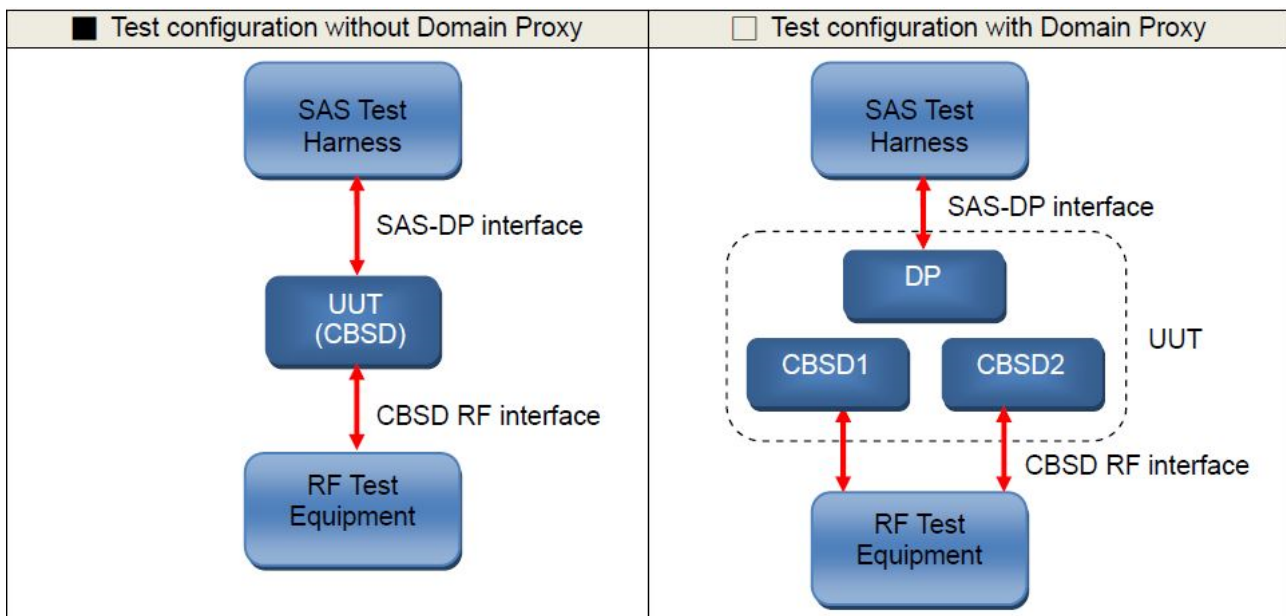 ■ Test configuration without Domain Proxy
SAS Test
Harness
SAS-DP interface
UUT
(CBSD)
CBSD RF interface
RF Test
Equipment
□ Test configuration with Domain Proxy
SAS Test
Harness
SAS-DP interface
DP
UUT
CBSD1
CBSD2
CBSD RF interface
RF Test
Equipment